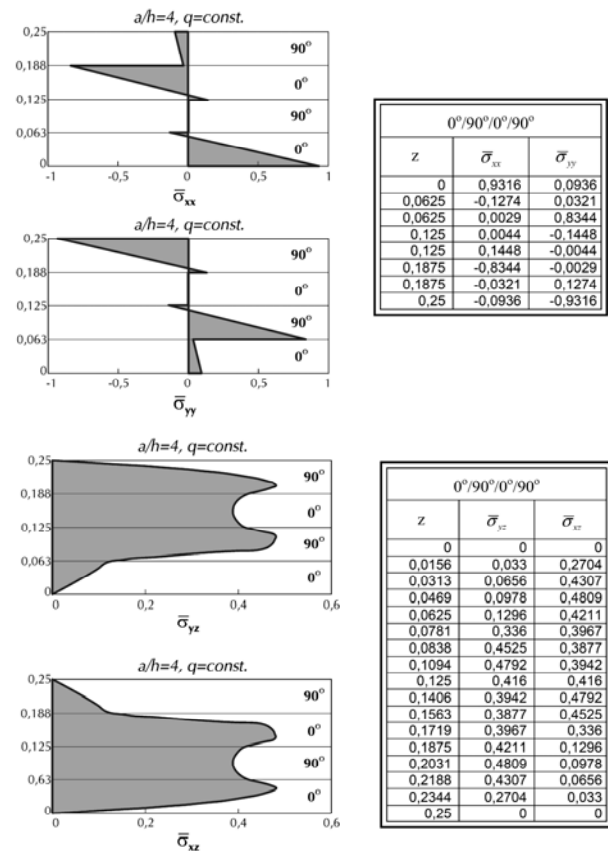 a/h=4, q=const.
0,25
0,188
0,125
0,063
0
90°
0°
90°
0°
-1 -0,5 0 0,5 1
σ̅xx
a/h=4, q=const.
0,25
0,188
0,125
0,063
0
90°
0°
90°
0°
-1 -0,5 0 0,5 1
σ̅yy
0°/90°/0°/90°
z σ̅xx σ̅yy
0 0,9316 0,0936
0,0625 -0,1274 0,0321
0,0625 0,0029 0,8344
0,125 0,0044 -0,1448
0,125 0,1448 -0,0044
0,1875 -0,8344 -0,0029
0,1875 -0,0321 0,1274
0,25 -0,0936 -0,9316
a/h=4, q=const.
0,25
0,188
0,125
0,063
0
90°
0°
90°
0°
0 0,2 0,4 0,6
σ̅yz
a/h=4, q=const.
0,25
0,188
0,125
0,63
0
90°
0°
90°
0°
0 0,2 0,4 0,6
σ̅xz
0°/90°/0°/90°
z σ̅yz σ̅xz
0 0 0
0,0156 0,033 0,2704
0,0313 0,0656 0,4307
0,0469 0,0978 0,4809
0,0625 0,1296 0,4211
0,0781 0,336 0,3967
0,0838 0,4525 0,3877
0,1094 0,4792 0,3942
0,125 0,416 0,416
0,1406 0,3942 0,4792
0,1563 0,3877 0,4525
0,1719 0,3967 0,336
0,1875 0,4211 0,1296
0,2031 0,4809 0,0978
0,2188 0,4307 0,0656
0,2344 0,2704 0,033
0,25 0 0